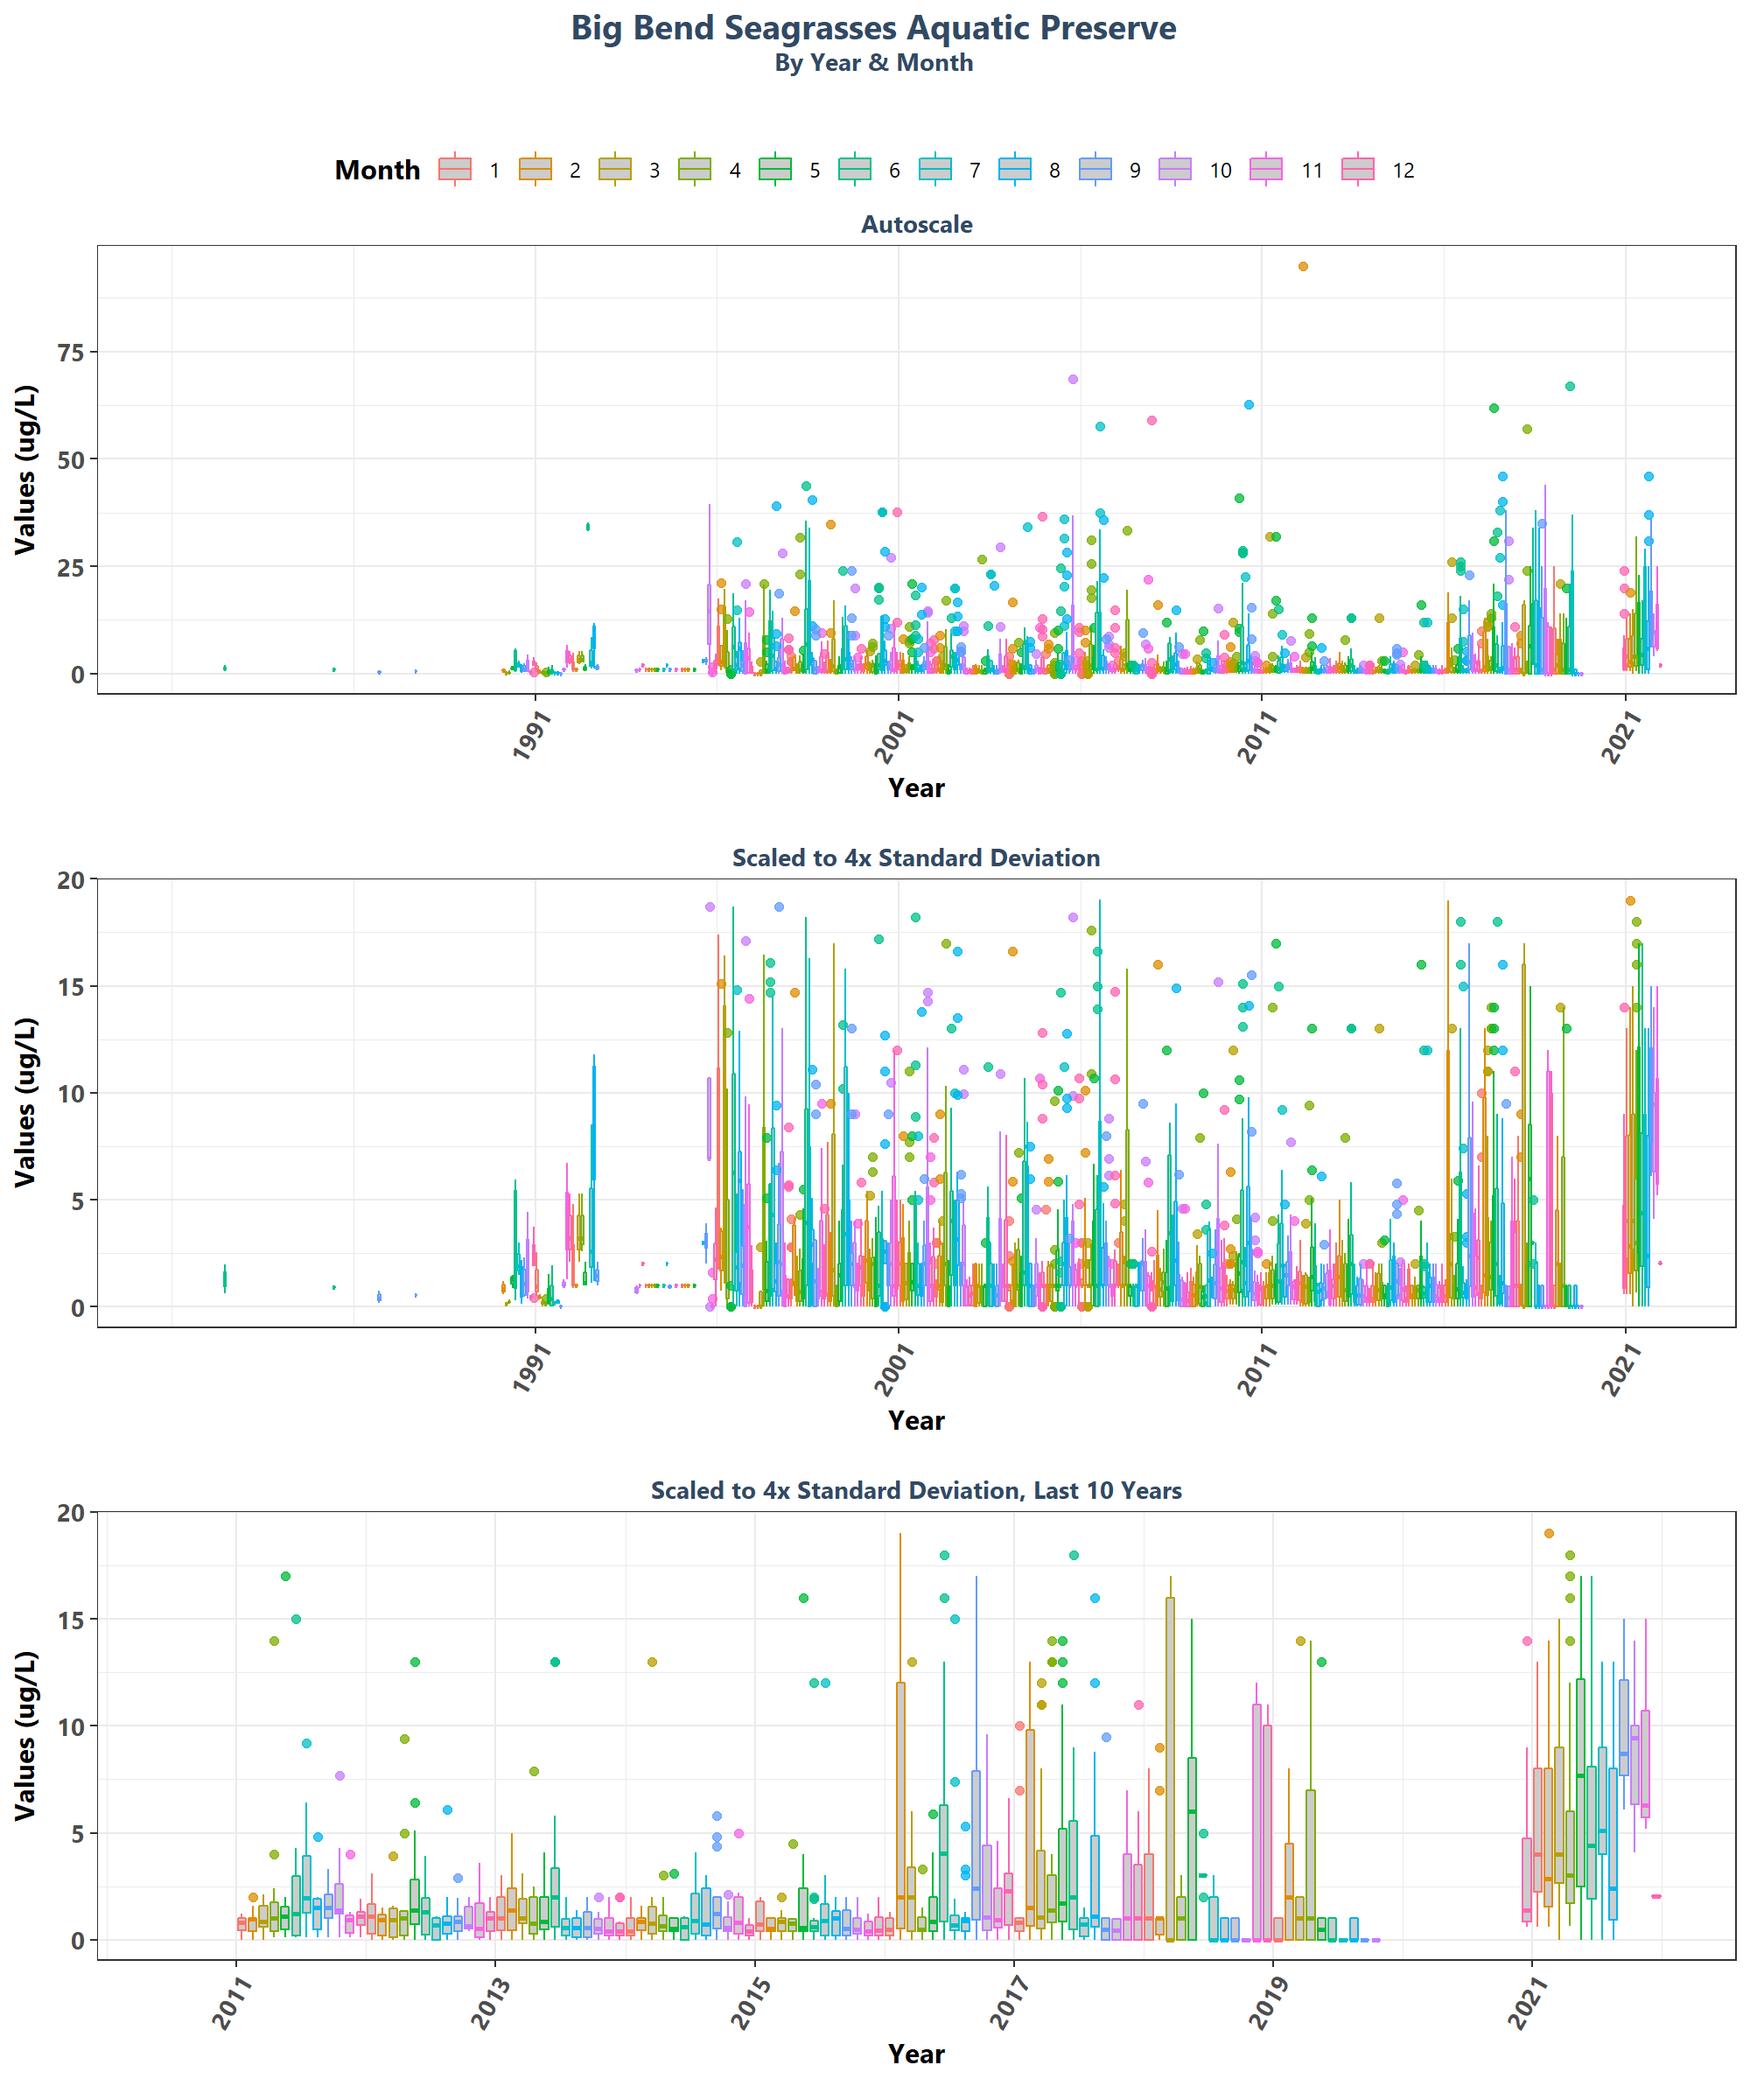 Big Bend Seagrasses Aquatic Preserve
By Year & Month
Month 1 2 3 4 5 6 7 8 9 10 11 12
Autoscale
Values (ug/L)
75
50
25
0
1991 2001 2011 2021
Year
Scaled to 4x Standard Deviation
Values (ug/L)
20
15
10
5
0
1991 2001 2011 2021
Year
Scaled to 4x Standard Deviation, Last 10 Years
Values (ug/L)
20
15
10
5
0
2011 2013 2015 2017 2019 2021
Year